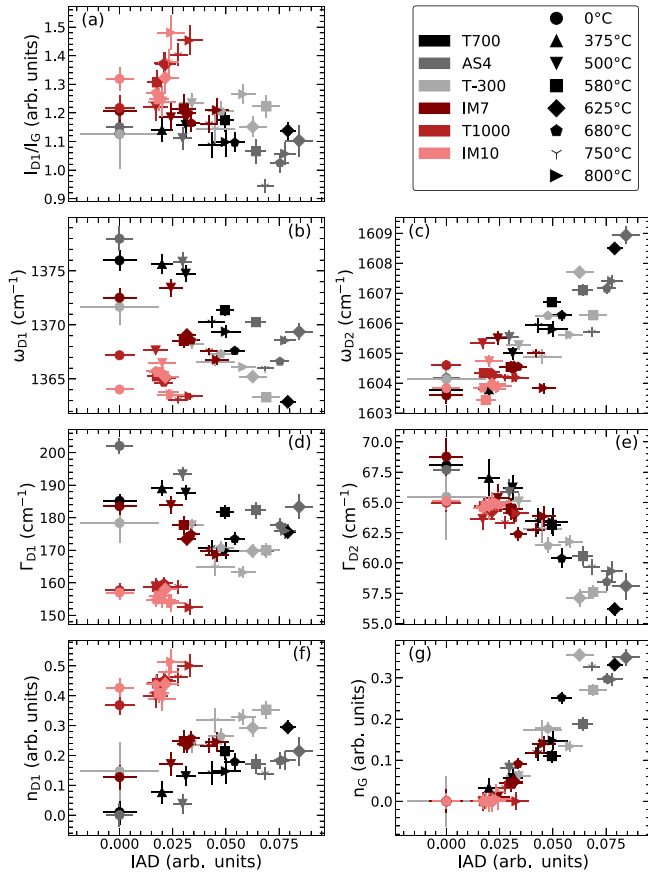 (a)
I_D1/I_G (arb. units)
1.5
1.4
1.3
1.2
1.1
1.0
0.9
T700
AS4
T-300
IM7
T1000
IM10
0°C
375°C
500°C
580°C
625°C
680°C
750°C
800°C
(b)
ω_D1 (cm⁻¹)
1375
1370
1365
(c)
ω_D2 (cm⁻¹)
1609
1608
1607
1606
1605
1604
1603
(d)
Γ_D1 (cm⁻¹)
200
190
180
170
160
150
(e)
Γ_D2 (cm⁻¹)
70.0
67.5
65.0
62.5
60.0
57.5
55.0
(f)
n_D1 (arb. units)
0.5
0.4
0.3
0.2
0.1
0.0
0.000 0.025 0.050 0.075
IAD (arb. units)
(g)
n_G (arb. units)
0.3
0.2
0.1
0.0
0.000 0.025 0.050 0.075
IAD (arb. units)